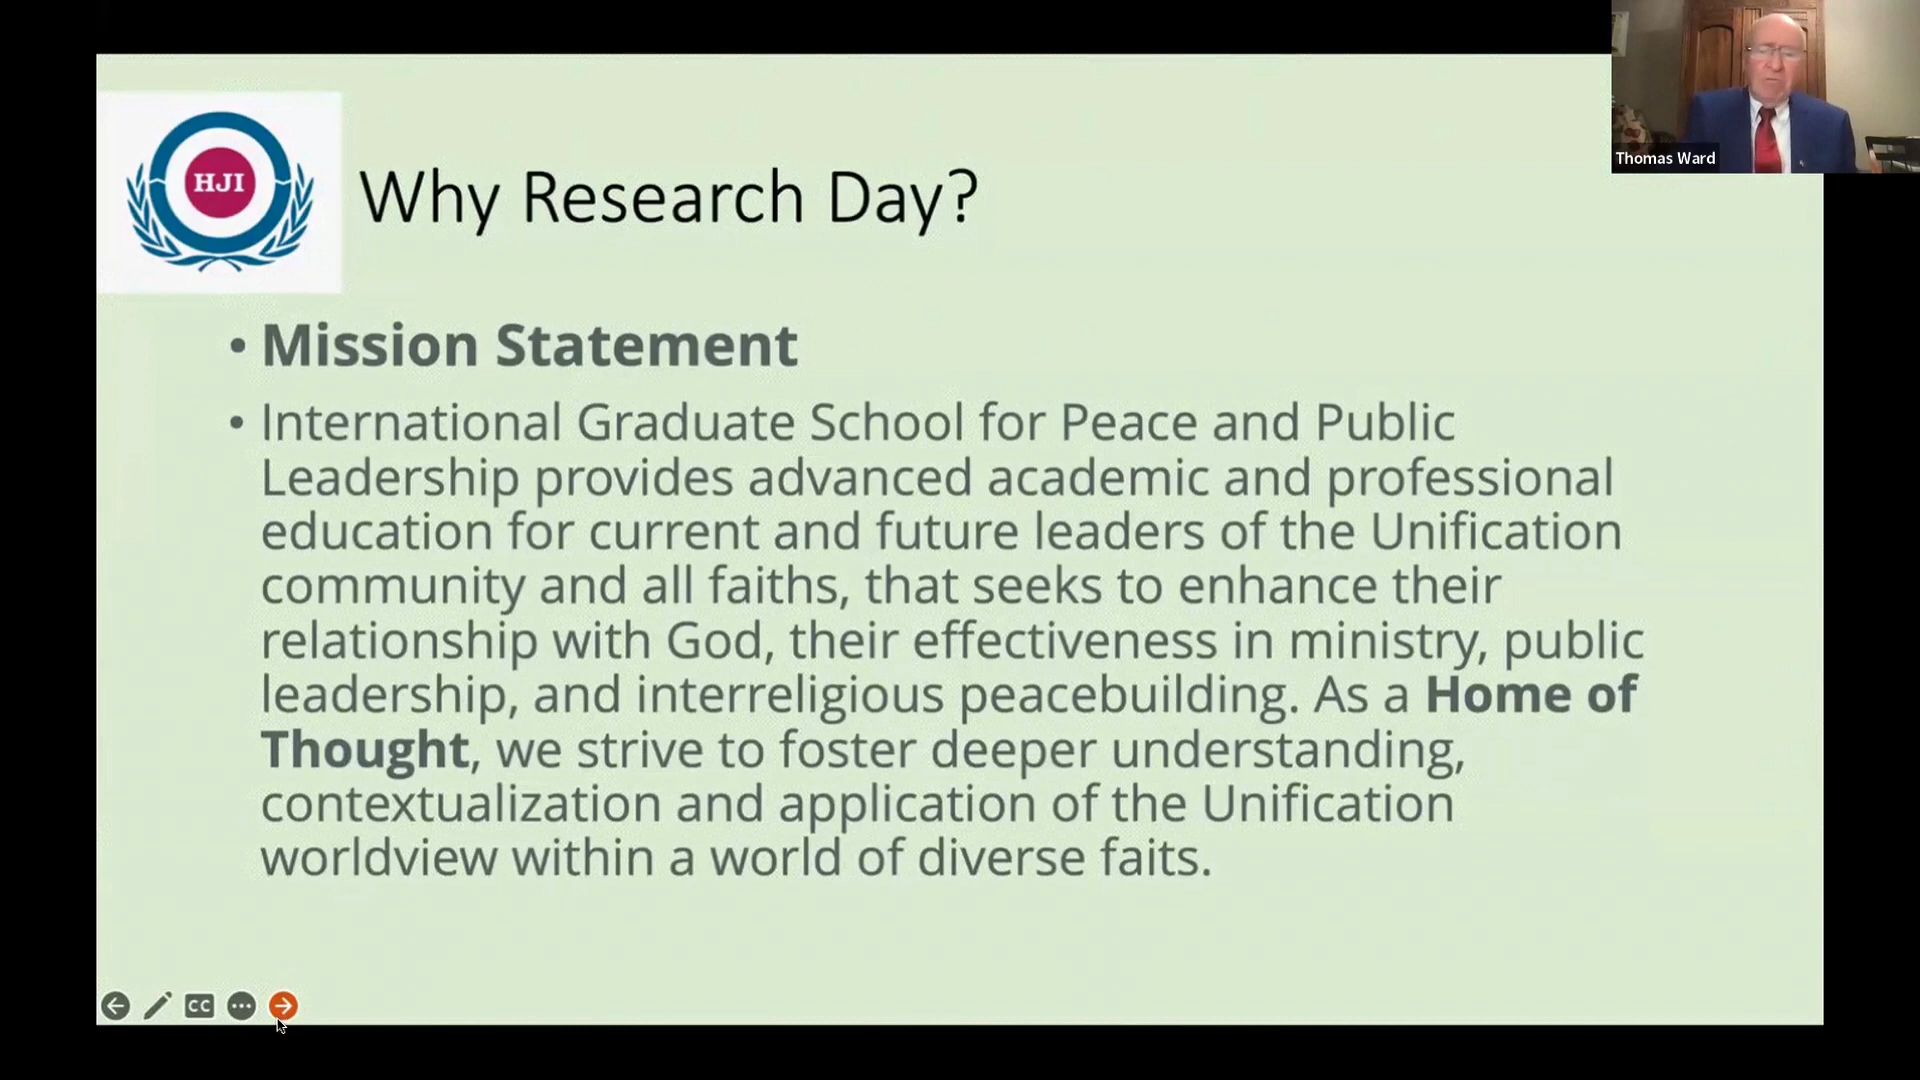 Thomas Ward
HJI
Why Research Day?
• Mission Statement
• International Graduate School for Peace and Public
Leadership provides advanced academic and professional
education for current and future leaders of the Unification
community and all faiths, that seeks to enhance their
relationship with God, their effectiveness in ministry, public
leadership, and interreligious peacebuilding. As a Home of
Thought, we strive to foster deeper understanding,
contextualization and application of the Unification
worldview within a world of diverse faits.
CC